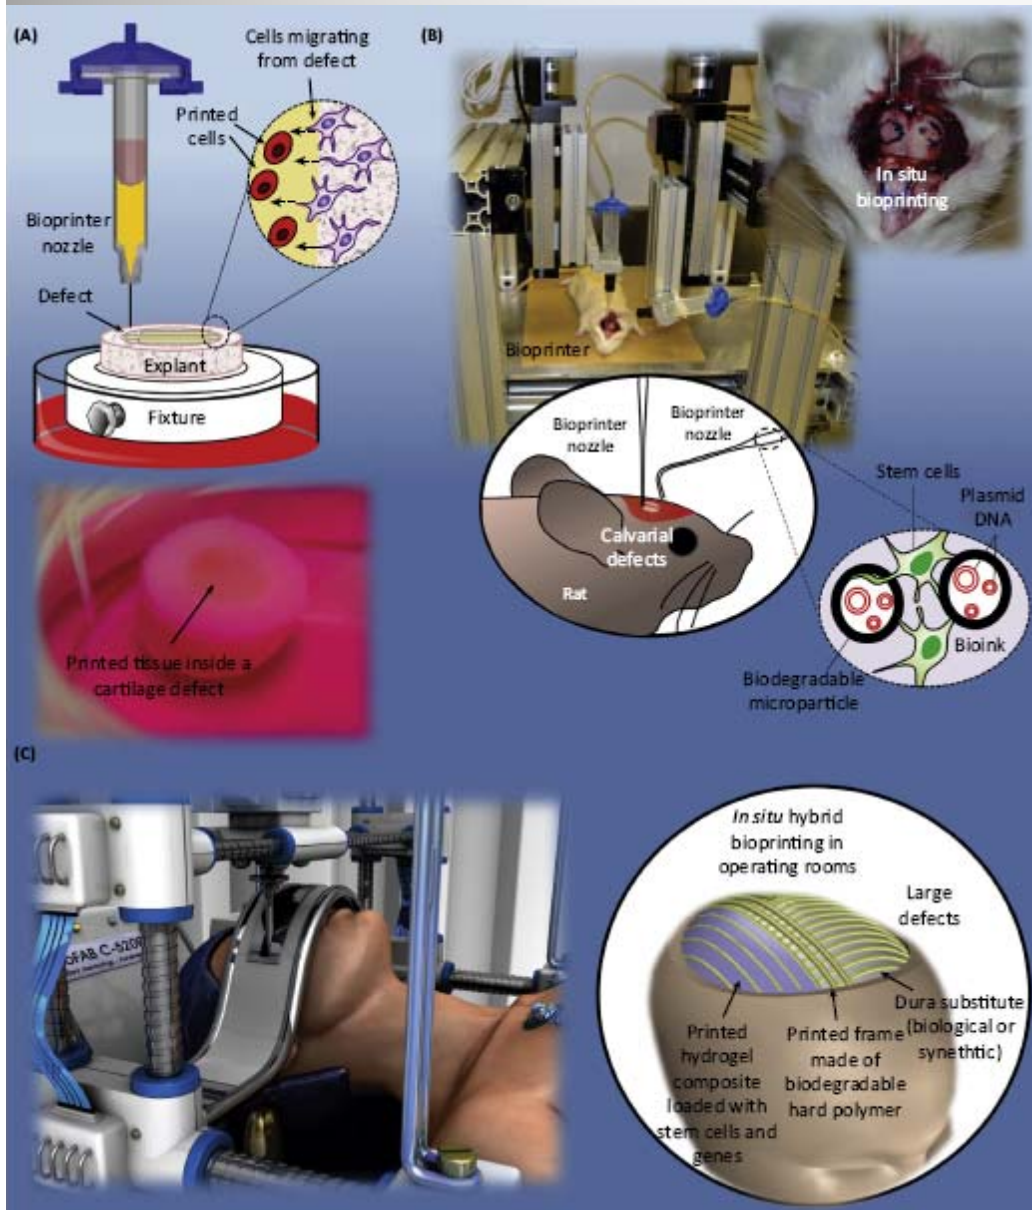 (A)
Cells migrating
from defect
Printed
cells
Bioprinter
nozzle
Defect
Explant
Fixture
Printed tissue inside a
cartilage defect
(B)
In situ
bioprinting
Bioprinter
Bioprinter
nozzle
Bioprinter
nozzle
Calvarial
defects
Rat
Stem cells
Plasmid
DNA
Bioink
Biodegradable
microparticle
(C)
In situ hybrid
bioprinting in
operating rooms
Large
defects
Dura substitute
(biological or
synethtic)
Printed
hydrogel
composite
loaded with
stem cells and
genes
Printed frame
made of
biodegradable
hard polymer